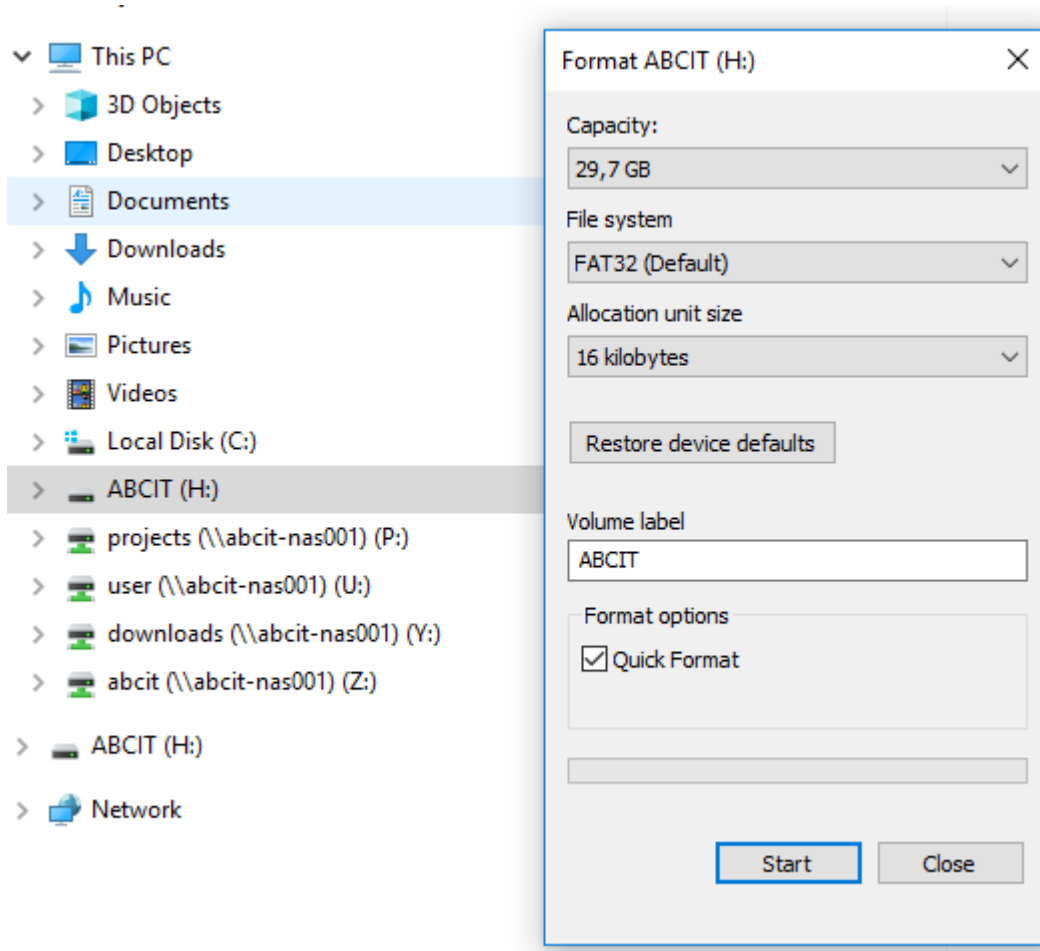 This PC
3D Objects
Desktop
Documents
Downloads
Music
Pictures
Videos
Local Disk (C:)
ABCIT (H:)
projects (\\abcit-nas001) (P:)
user (\\abcit-nas001) (U:)
downloads (\\abcit-nas001) (Y:)
abcit (\\abcit-nas001) (Z:)
ABCIT (H:)
Network
Format ABCIT (H:)
Capacity:
29,7 GB
File system
FAT32 (Default)
Allocation unit size
16 kilobytes
Restore device defaults
Volume label
ABCIT
Format options
Quick Format
Start
Close